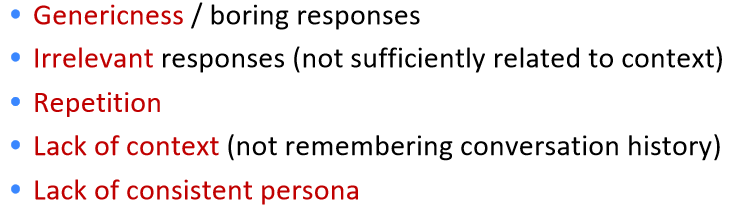 • Genericness / boring responses
• Irrelevant responses (not sufficiently related to context)
• Repetition
• Lack of context (not remembering conversation history)
• Lack of consistent persona